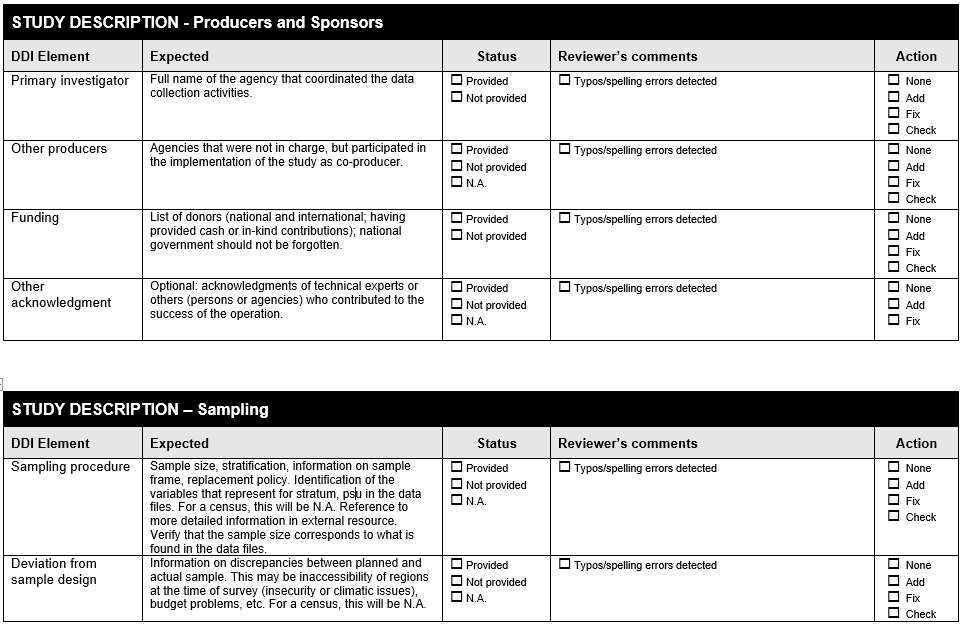 STUDY DESCRIPTION - Producers and Sponsors
DDI Element Expected Status Reviewer's comments Action
Primary investigator
Full name of the agency that coordinated the data
collection activities.
Provided
Not provided
Typos/spelling errors detected
None
Add
Fix
Check
Other producers
Agencies that were not in charge, but participated in
the implementation of the study as co-producer.
Provided
Not provided
N.A.
Typos/spelling errors detected
None
Add
Fix
Check
Funding
List of donors (national and international; having
provided cash or in-kind contributions); national
government should not be forgotten.
Provided
Not provided
Typos/spelling errors detected
None
Add
Fix
Check
Other
acknowledgment
Optional: acknowledgments of technical experts or
others (persons or agencies) who contributed to the
success of the operation.
Provided
Not provided
N.A.
Typos/spelling errors detected
None
Add
Fix
STUDY DESCRIPTION – Sampling
DDI Element Expected Status Reviewer's comments Action
Sampling procedure
Sample size, stratification, information on sample
frame, replacement policy. Identification of the
variables that represent for stratum, psu in the data
files. For a census, this will be N.A. Reference to
more detailed information in external resource.
Verify that the sample size corresponds to what is
found in the data files.
Provided
Not provided
N.A.
Typos/spelling errors detected
None
Add
Fix
Check
Deviation from
sample design
Information on discrepancies between planned and
actual sample. This may be inaccessibility of regions
at the time of survey (insecurity or climatic issues),
budget problems, etc. For a census, this will be N.A.
Provided
Not provided
N.A.
Typos/spelling errors detected
None
Add
Fix
Check